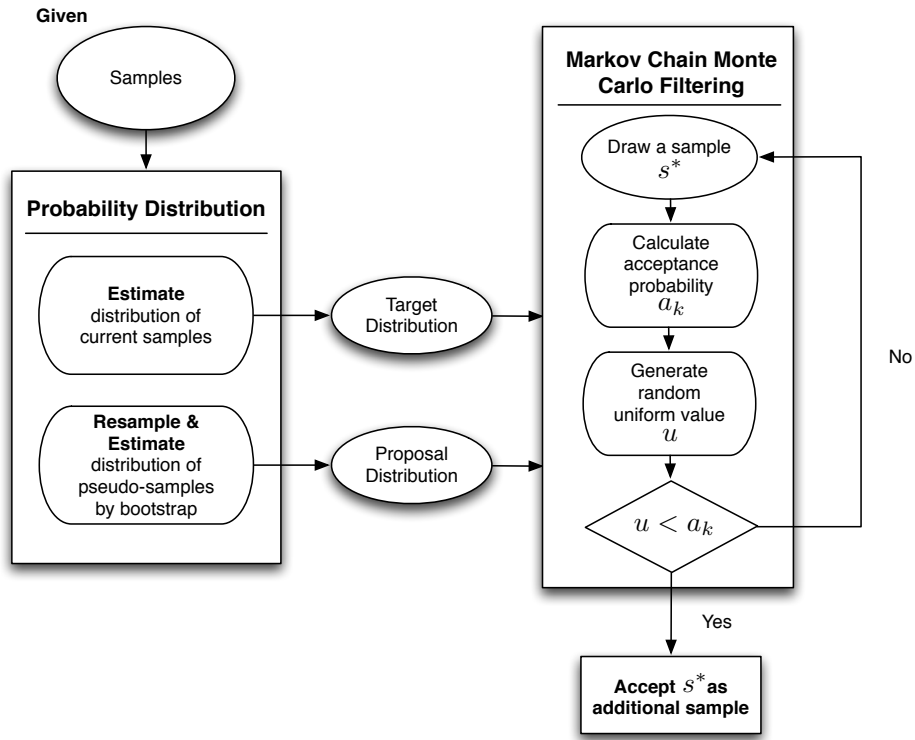 Given
Samples
Probability Distribution
Estimate
distribution of
current samples
Resample &
Estimate
distribution of
pseudo-samples
by bootstrap
Target
Distribution
Proposal
Distribution
Markov Chain Monte
Carlo Filtering
Draw a sample
s*
Calculate
acceptance
probability
a_k
Generate
random
uniform value
u
u < a_k
No
Yes
Accept s* as
additional sample